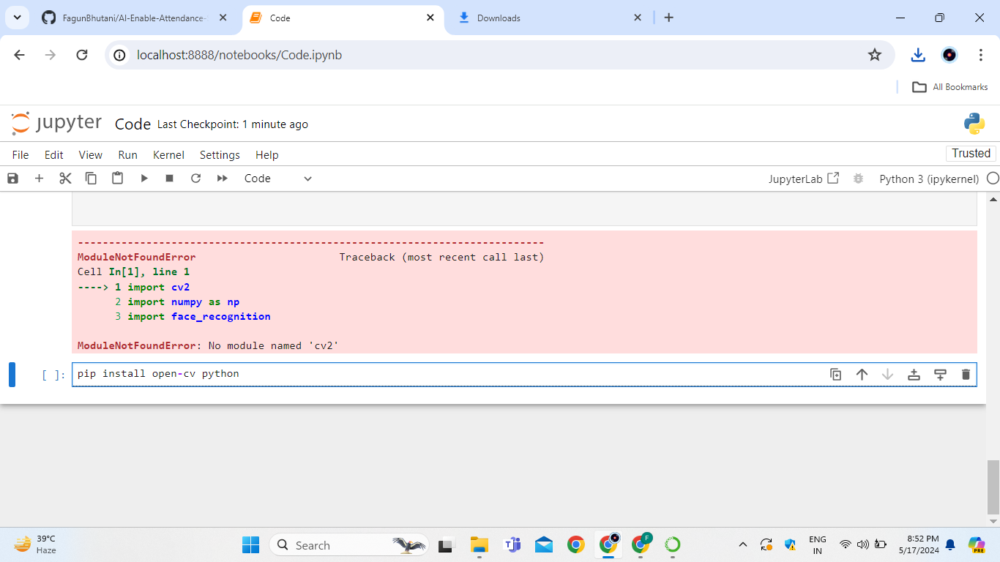 FagunBhutani/AI-Enable-Attendance-
Code
Downloads
localhost:8888/notebooks/Code.ipynb
All Bookmarks
jupyter Code Last Checkpoint: 1 minute ago
File Edit View Run Kernel Settings Help
Trusted
Code
JupyterLab
Python 3 (ipykernel)
---------------------------------------------------------------------------
ModuleNotFoundError Traceback (most recent call last)
Cell In[1], line 1
----> 1 import cv2
2 import numpy as np
3 import face_recognition
ModuleNotFoundError: No module named 'cv2'
[ ]: pip install open-cv python
39°C
Haze
Search
F
ENG
IN
8:52 PM
5/17/2024
PRE